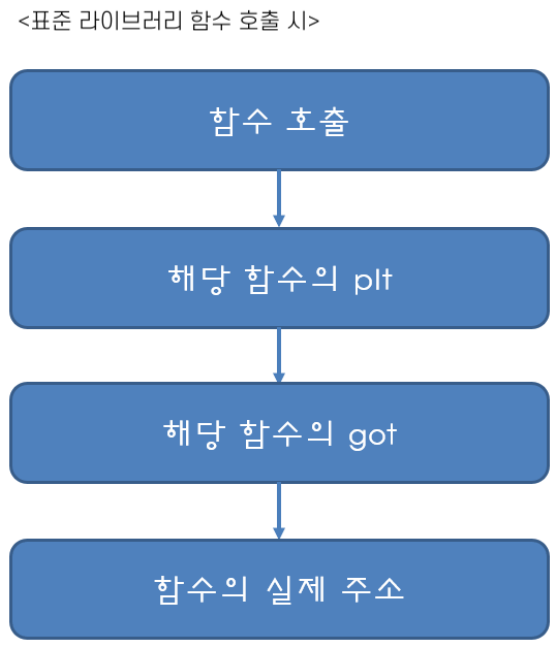 <표준 라이브러리 함수 호출 시>
함수 호출
해당 함수의 plt
해당 함수의 got
함수의 실제 주소